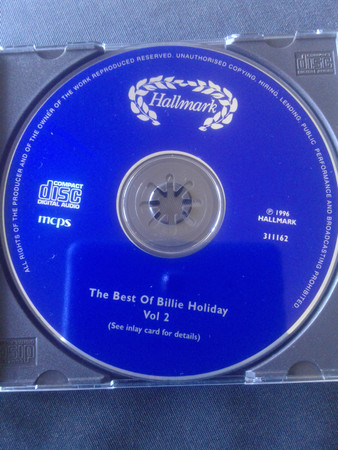 ALL RIGHTS OF THE PRODUCER AND OF THE OWNER OF THE WORK REPRODUCED RESERVED. UNAUTHORISED COPYING, HIRING, LENDING, PUBLIC PERFORMANCE AND BROADCASTING PROHIBITED
Hallmark
COMPACT
disc
DIGITAL AUDIO
mcps
℗ 1996
HALLMARK
311162
The Best Of Billie Holiday
Vol 2
(See inlay card for details)
COMPACT
disc